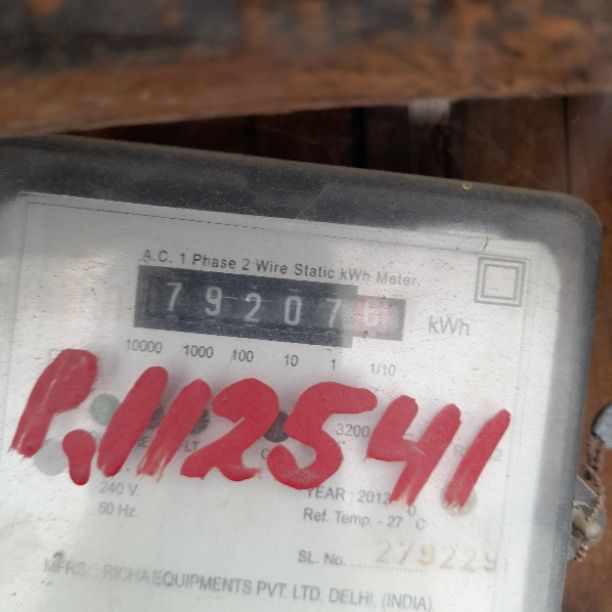 A.C. 1 Phase 2 Wire Static kWh Meter.
79207
kWh
10000 1000 100 10 1 1/10
P,112541
3200
240 V.
50 Hz.
YEAR : 2012
Ref. Temp. - 27 °C
SL. No. 279229
MFRS. : RICHA EQUIPMENTS PVT. LTD. DELHI, (INDIA)